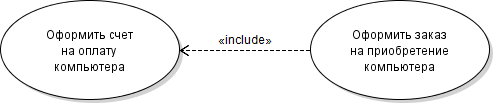 Оформить счет
на оплату
компьютера
«include»
Оформить заказ
на приобретение
компьютера